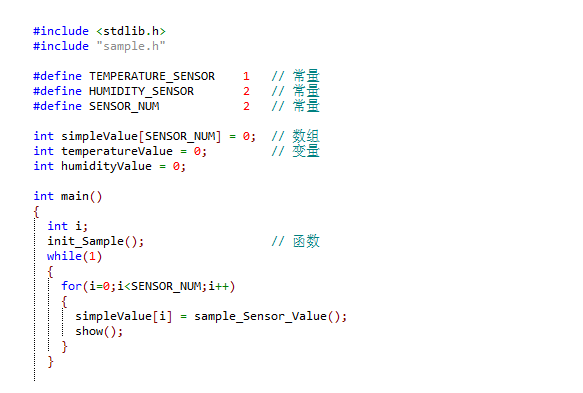 #include <stdlib.h>
#include "sample.h"
#define TEMPERATURE_SENSOR    1   // 常量
#define HUMIDITY_SENSOR       2   // 常量
#define SENSOR_NUM            2   // 常量
int simpleValue[SENSOR_NUM] = 0;  // 数组
int temperatureValue = 0;         // 变量
int humidityValue = 0;
int main()
{
  int i;
  init_Sample();                  // 函数
  while(1)
  {
    for(i=0;i<SENSOR_NUM;i++)
    {
      simpleValue[i] = sample_Sensor_Value();
      show();
    }
  }